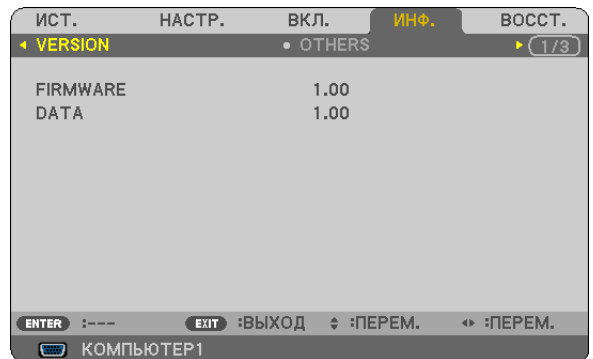 ИСТ. НАСТР. ВКЛ. ИНФ. ВОССТ.
VERSION OTHERS 1/3
FIRMWARE 1.00
DATA 1.00
ENTER :--- EXIT :ВЫХОД :ПЕРЕМ. :ПЕРЕМ.
КОМПЬЮТЕР1